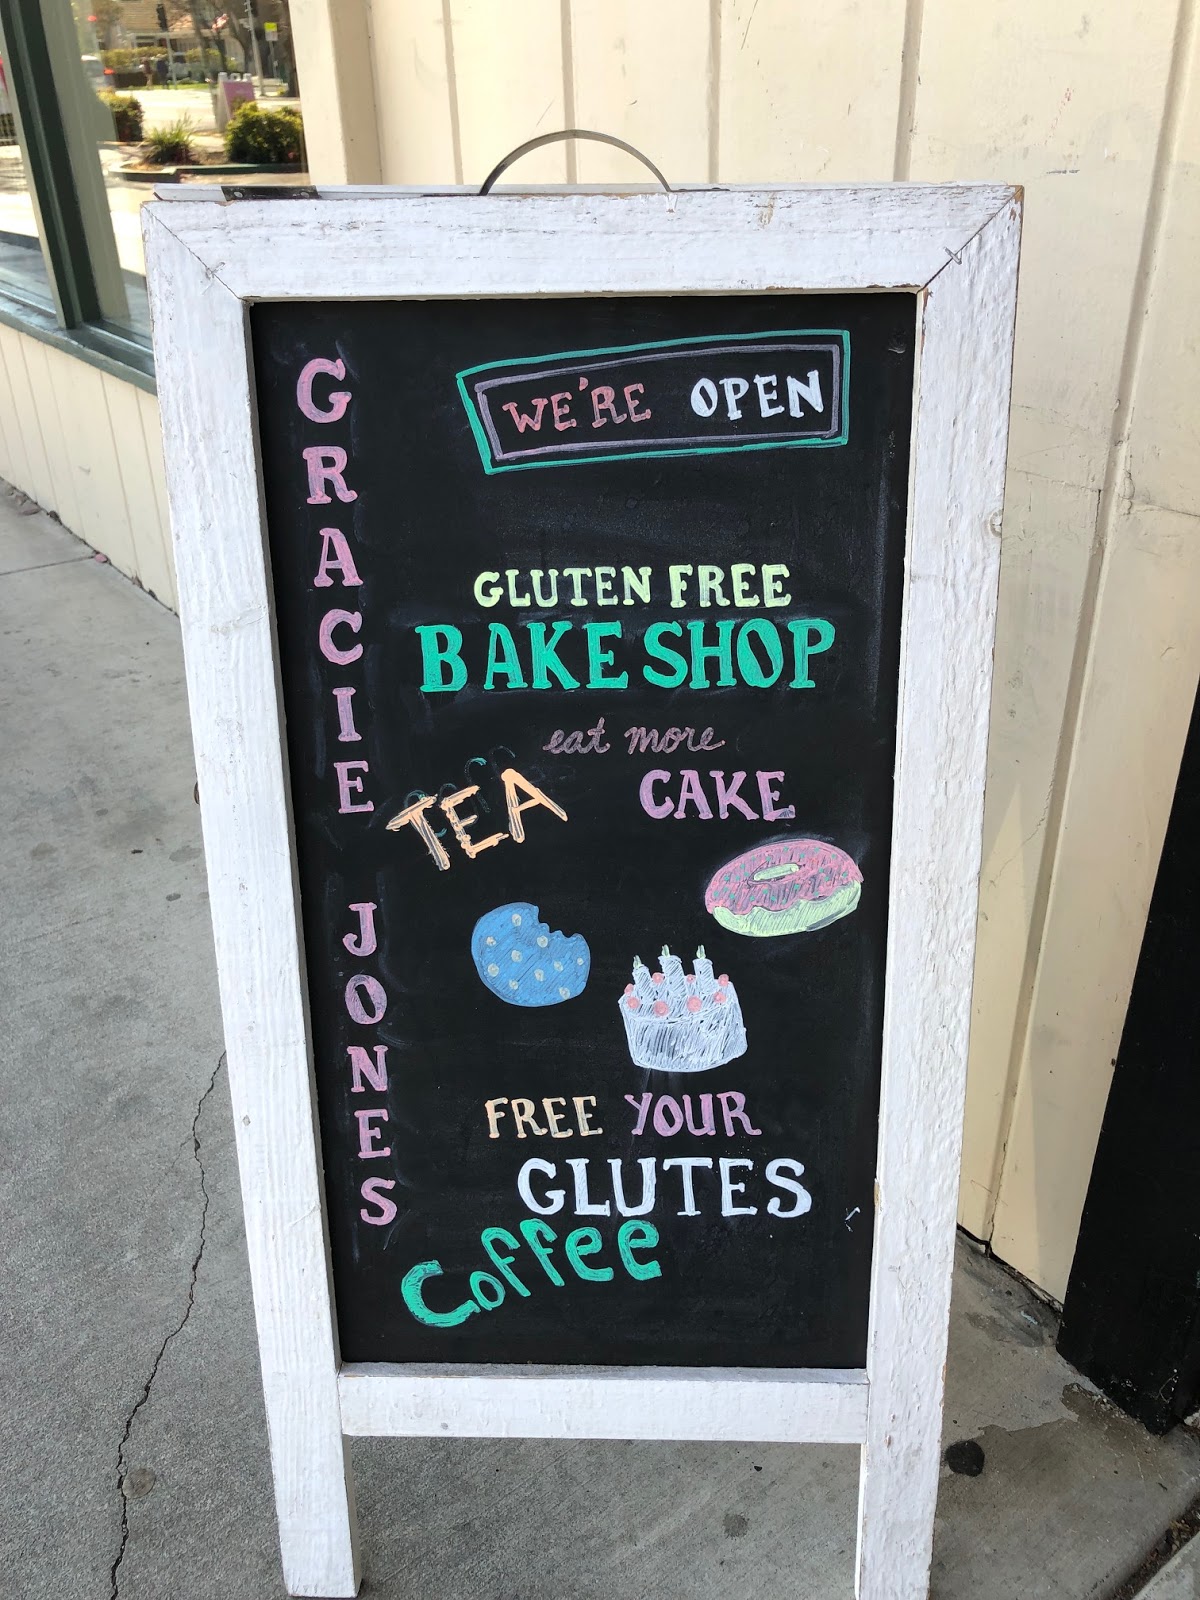 GRACIE JONES
WE'RE OPEN
GLUTEN FREE
BAKE SHOP
eat more
CAKE
TEA
FREE YOUR
GLUTES
Coffee